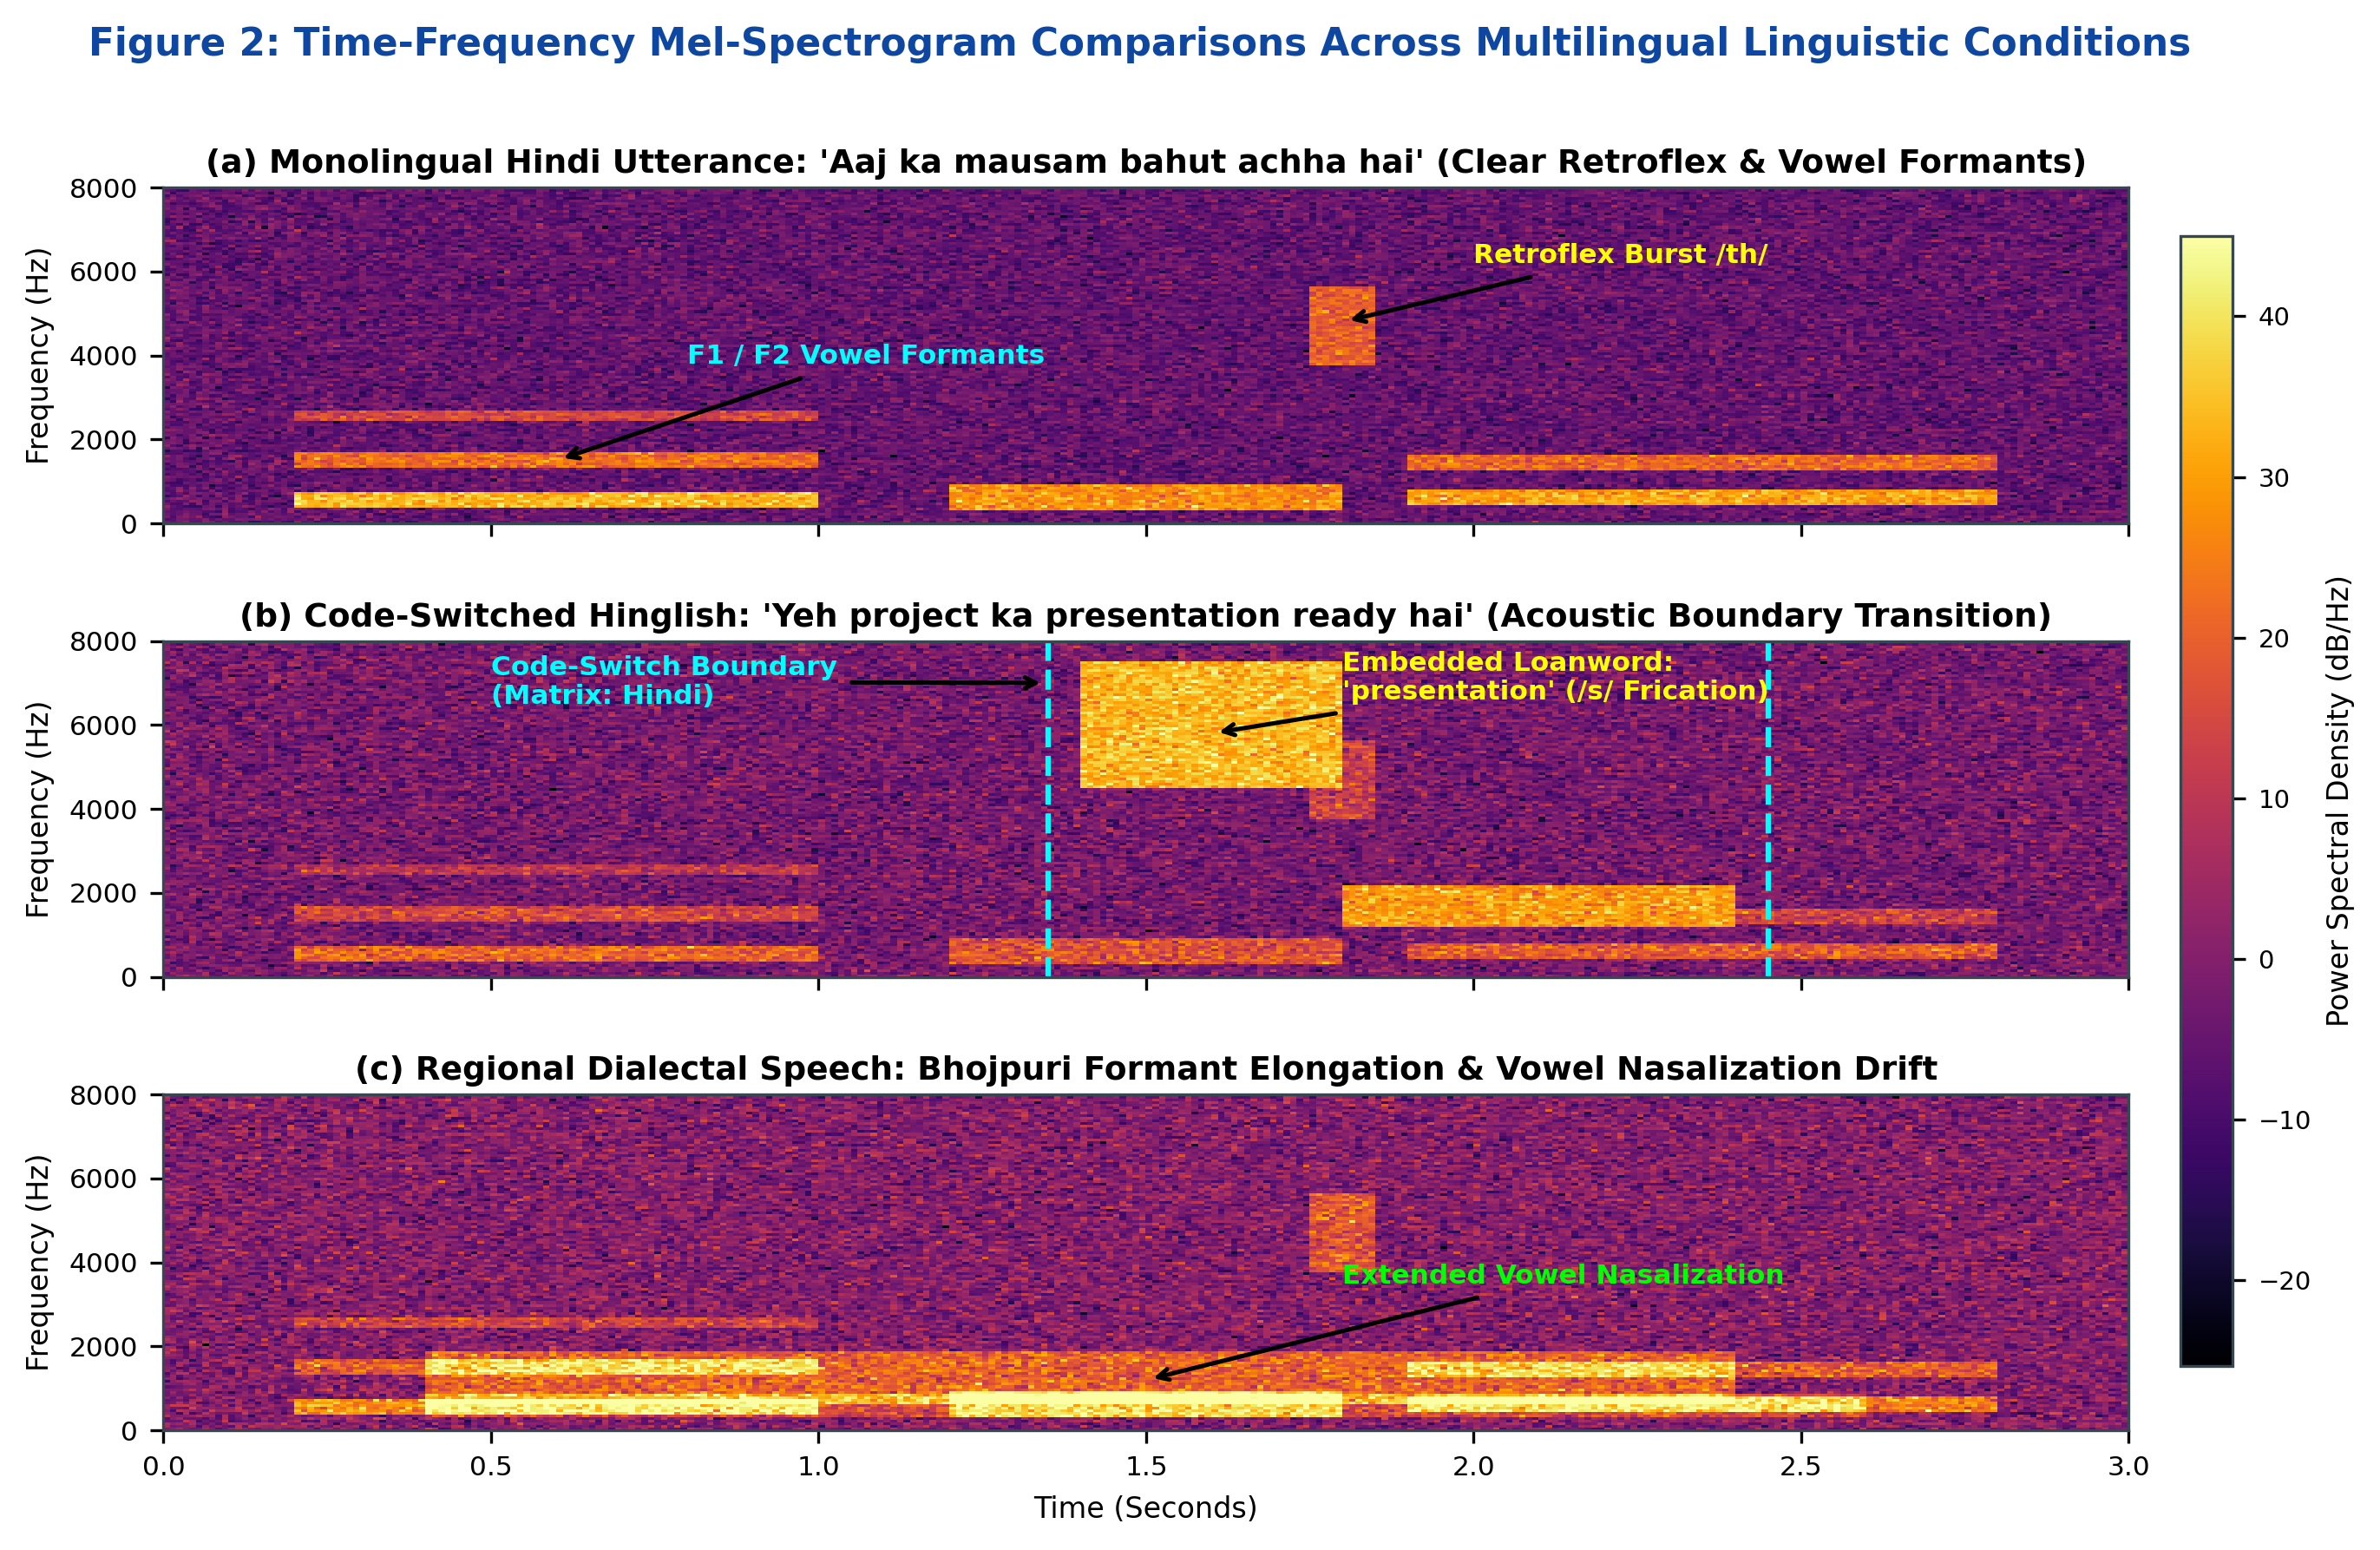 Figure 2: Time-Frequency Mel-Spectrogram Comparisons Across Multilingual Linguistic Conditions
(a) Monolingual Hindi Utterance: 'Aaj ka mausam bahut achha hai' (Clear Retroflex & Vowel Formants)
Frequency (Hz)
8000
6000
4000
2000
0
Retroflex Burst /th/
F1 / F2 Vowel Formants
(b) Code-Switched Hinglish: 'Yeh project ka presentation ready hai' (Acoustic Boundary Transition)
Frequency (Hz)
8000
6000
4000
2000
0
Code-Switch Boundary
(Matrix: Hindi)
Embedded Loanword:
'presentation' (/s/ Frication)
(c) Regional Dialectal Speech: Bhojpuri Formant Elongation & Vowel Nasalization Drift
Frequency (Hz)
8000
6000
4000
2000
0
Extended Vowel Nasalization
0.0 0.5 1.0 1.5 2.0 2.5 3.0
Time (Seconds)
40
30
20
10
0
−10
−20
Power Spectral Density (dB/Hz)